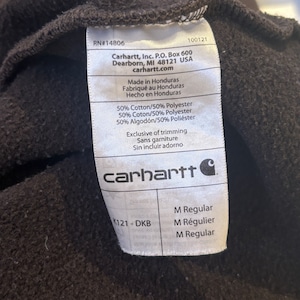 RN#14806 100121
Carhartt, Inc. P.O. Box 600
Dearborn, MI 48121 USA
carhartt.com
Made in Honduras
Fabriqué au Honduras
Hecho en Honduras
50% Cotton/50% Polyester
50% Coton/50% Polyester
50% Algodón/50% Poliéster
Exclusive of trimming
Sans garniture
Sin incluir adorno
carhartt
K121 - DKB
M Regular
M Régulier
M Regular